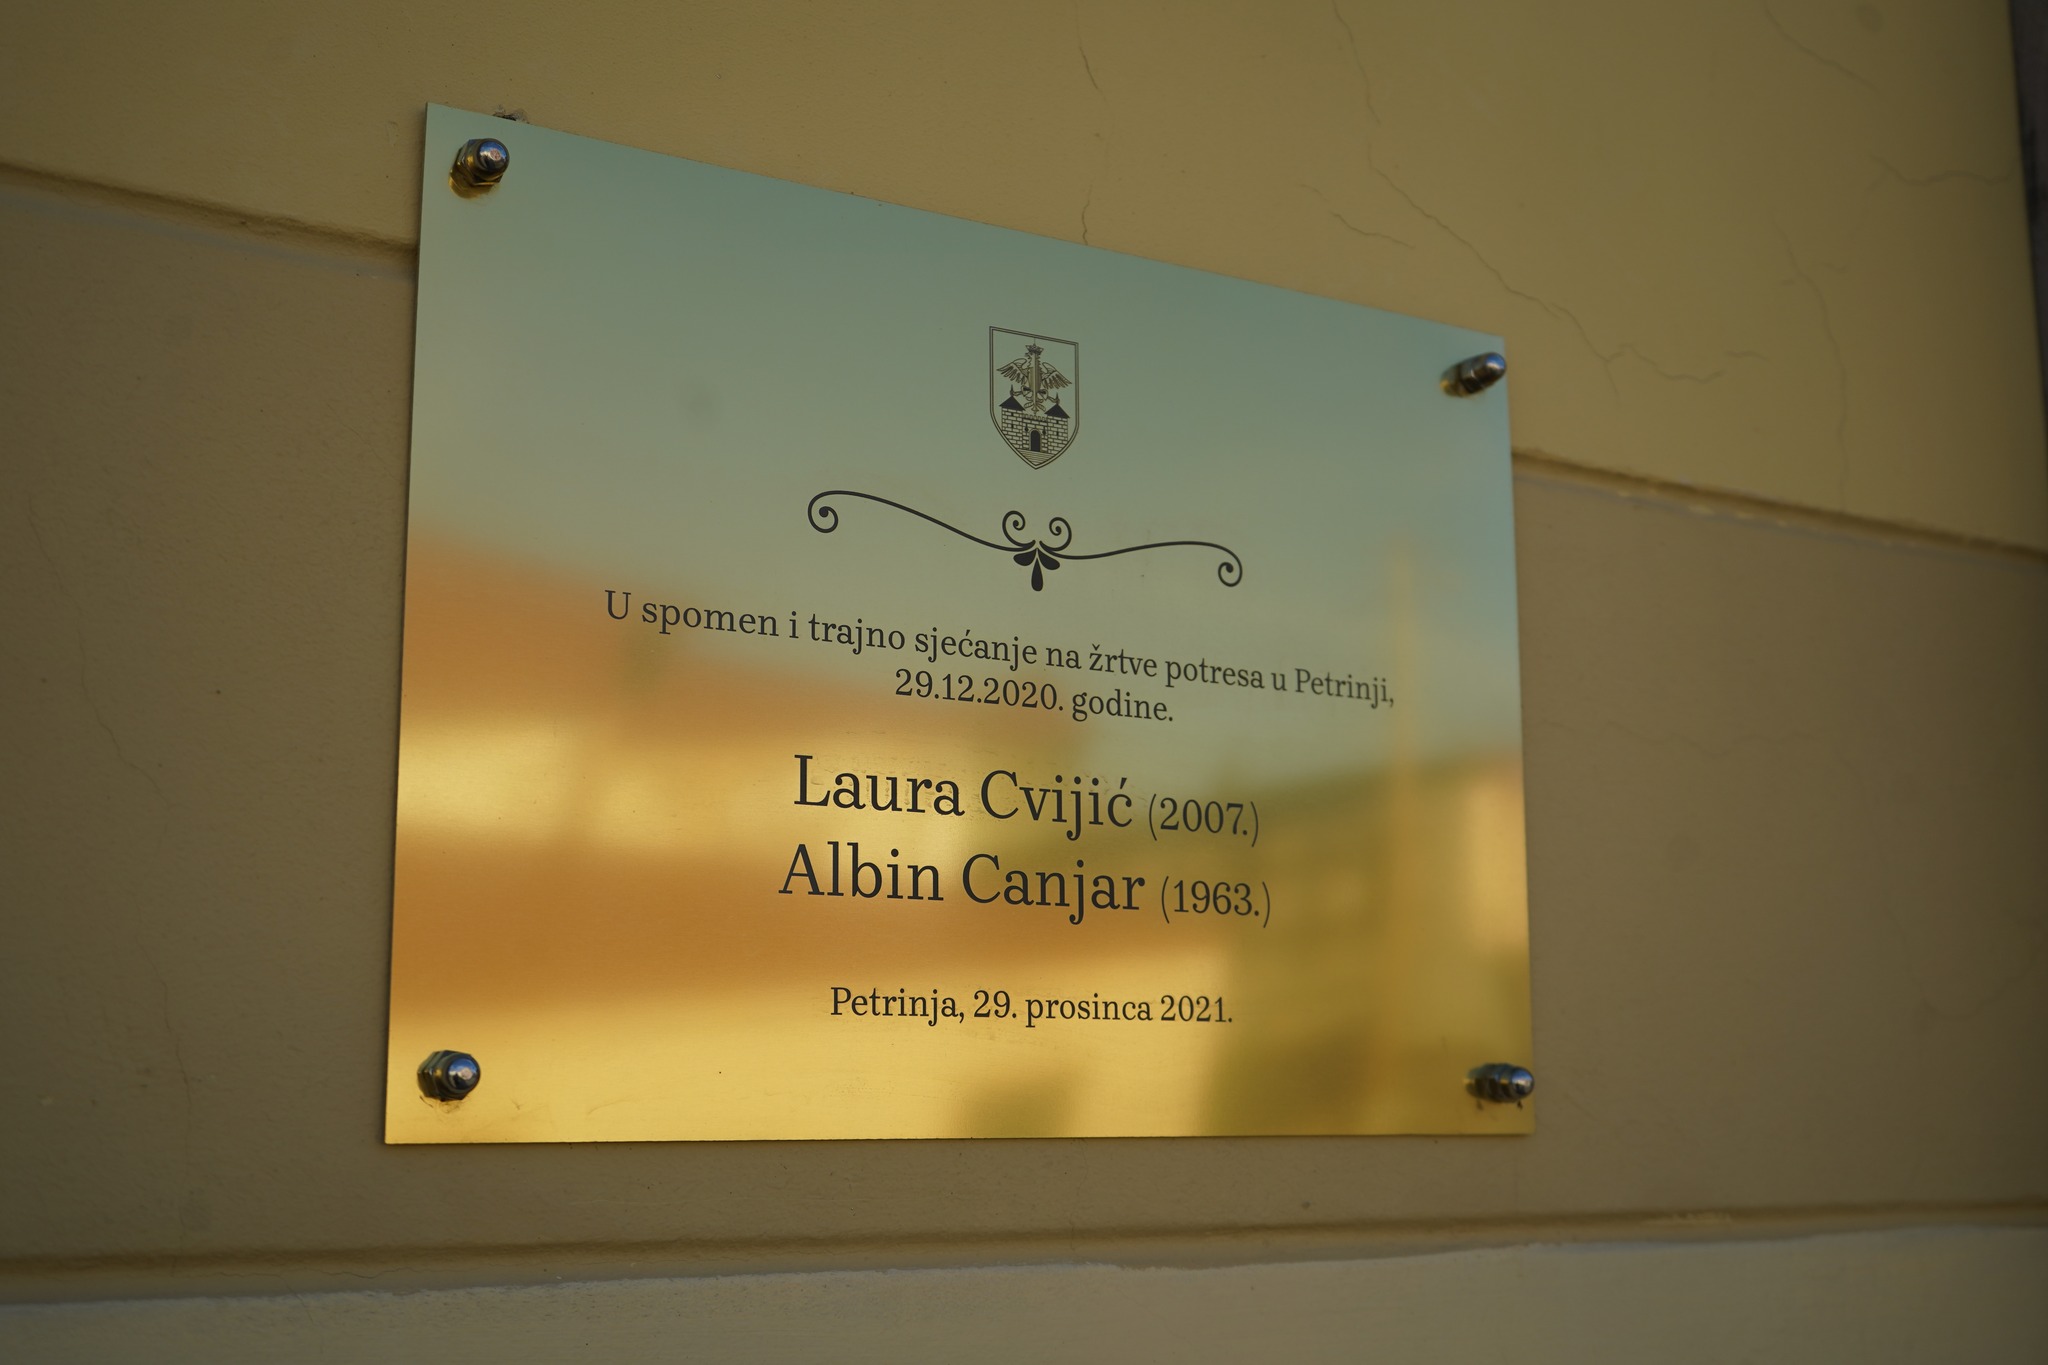 U spomen i trajno sjećanje na žrtve potresa u Petrinji,
29.12.2020. godine.
Laura Cvijić (2007.)
Albin Canjar (1963.)
Petrinja, 29. prosinca 2021.